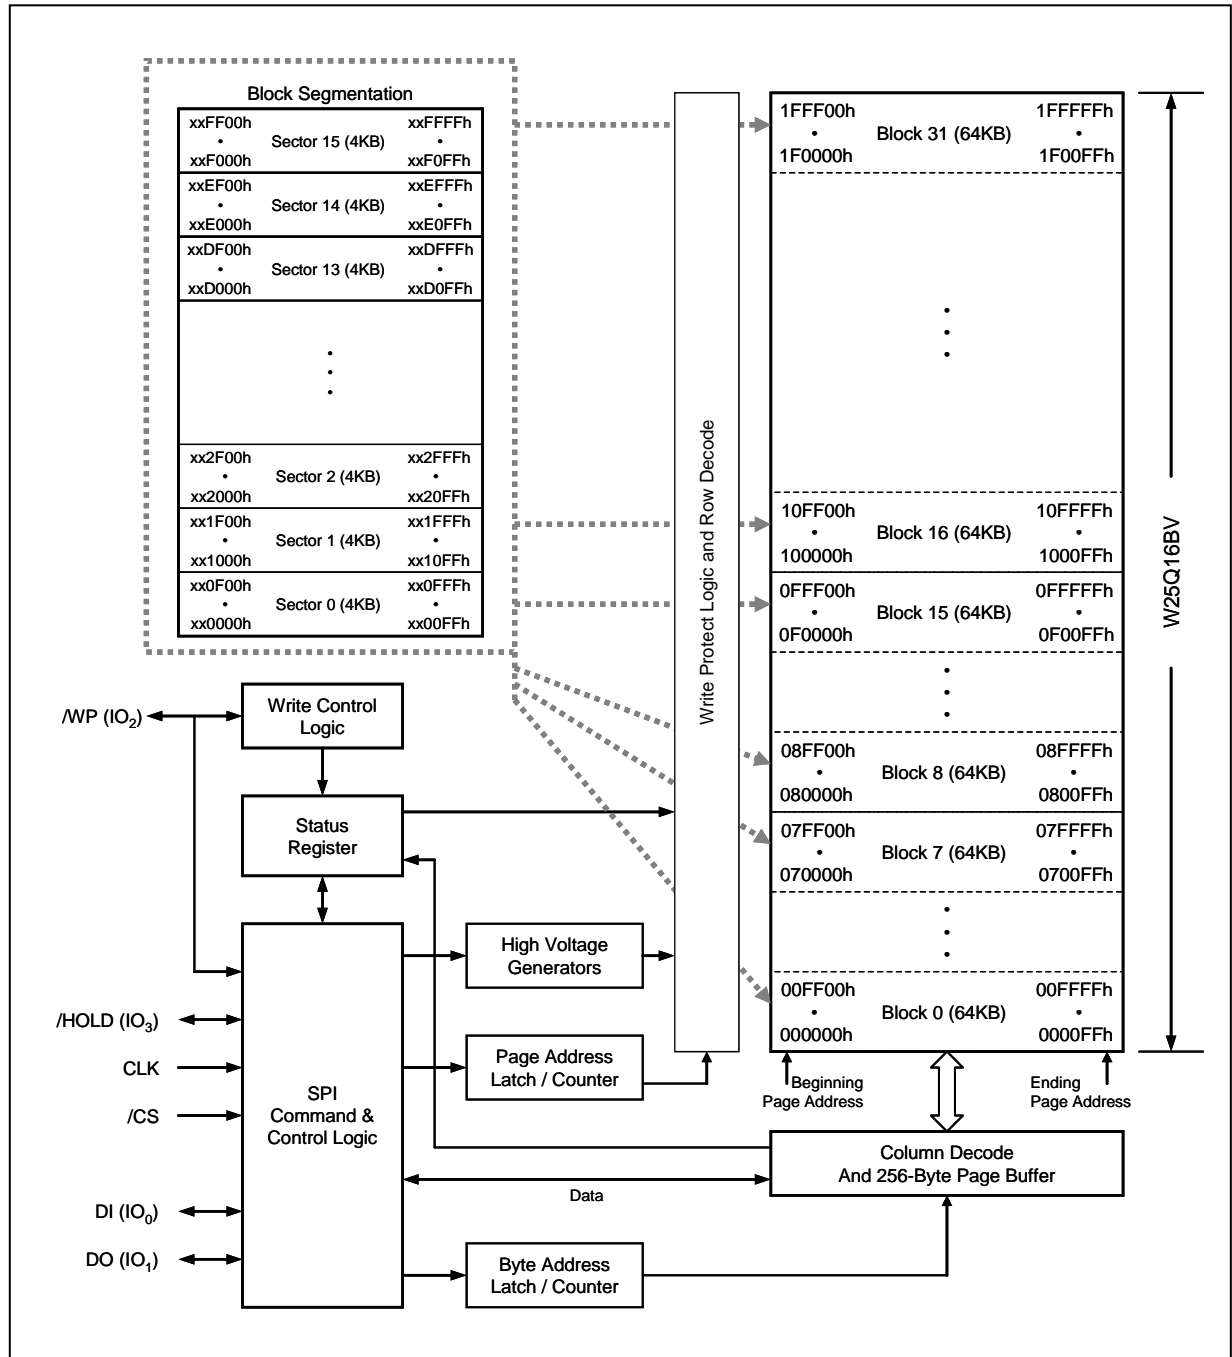 Block Segmentation
xxFF00h xxFFFFh
• Sector 15 (4KB) •
xxF000h xxF0FFh
xxEF00h xxEFFFh
• Sector 14 (4KB) •
xxE000h xxE0FFh
xxDF00h xxDFFFh
• Sector 13 (4KB) •
xxD000h xxD0FFh
xx2F00h xx2FFFh
• Sector 2 (4KB) •
xx2000h xx20FFh
xx1F00h xx1FFFh
• Sector 1 (4KB) •
xx1000h xx10FFh
xx0F00h xx0FFFh
• Sector 0 (4KB) •
xx0000h xx00FFh
Write Protect Logic and Row Decode
1FFF00h 1FFFFFh
• Block 31 (64KB) •
1F0000h 1F00FFh
10FF00h 10FFFFh
• Block 16 (64KB) •
100000h 1000FFh
0FFF00h 0FFFFFh
• Block 15 (64KB) •
0F0000h 0F00FFh
08FF00h 08FFFFh
• Block 8 (64KB) •
080000h 0800FFh
07FF00h 07FFFFh
• Block 7 (64KB) •
070000h 0700FFh
00FF00h 00FFFFh
• Block 0 (64KB) •
000000h 0000FFh
W25Q16BV
Beginning
Page Address
Ending
Page Address
/WP (IO2)
Write Control
Logic
Status
Register
/HOLD (IO3)
CLK
/CS
DI (IO0)
DO (IO1)
SPI
Command &
Control Logic
High Voltage
Generators
Page Address
Latch / Counter
Column Decode
And 256-Byte Page Buffer
Data
Byte Address
Latch / Counter